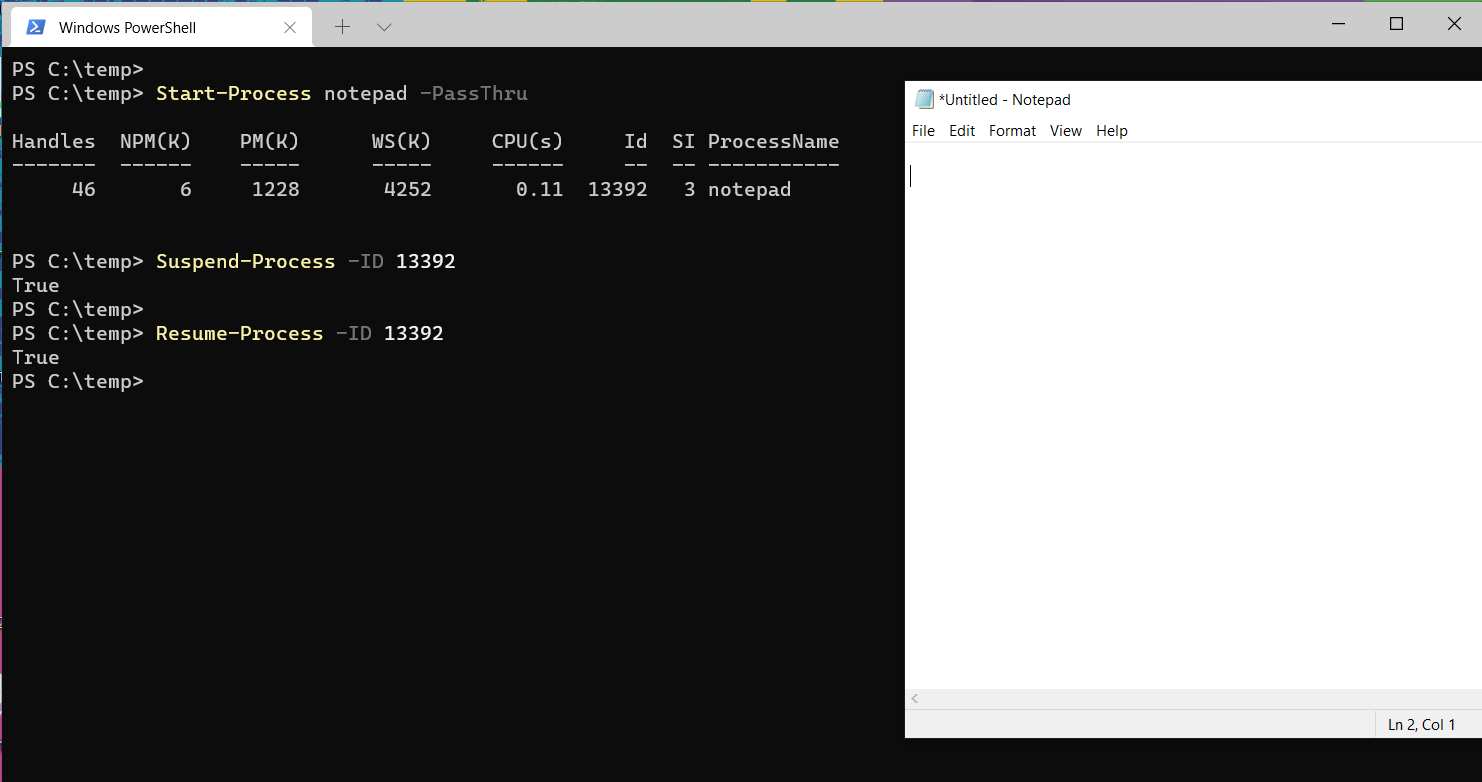 Windows PowerShell
PS C:\temp>
PS C:\temp> Start-Process notepad -PassThru
Handles  NPM(K)    PM(K)      WS(K)     CPU(s)     Id  SI ProcessName
-------  ------    -----      -----     ------     --  -- -----------
     46       6     1228       4252       0.11  13392   3 notepad
PS C:\temp> Suspend-Process -ID 13392
True
PS C:\temp>
PS C:\temp> Resume-Process -ID 13392
True
PS C:\temp>
*Untitled - Notepad
File Edit Format View Help
Ln 2, Col 1